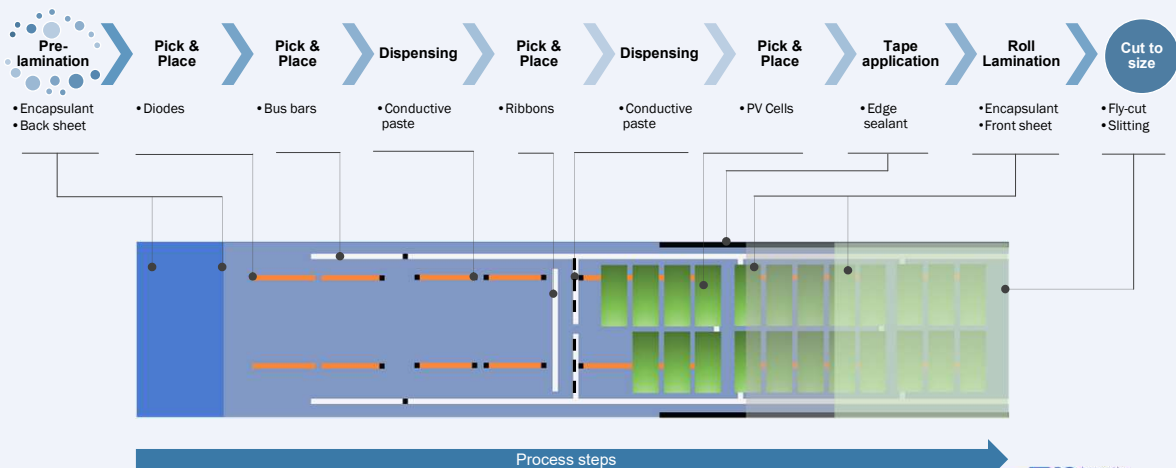 Pre-
lamination
Pick &
Place
Pick &
Place
Dispensing
Pick &
Place
Dispensing
Pick &
Place
Tape
application
Roll
Lamination
Cut to
size
• Encapsulant
• Back sheet
• Diodes
• Bus bars
• Conductive
paste
• Ribbons
• Conductive
paste
• PV Cells
• Edge
sealant
• Encapsulant
• Front sheet
• Fly-cut
• Slitting
Process steps